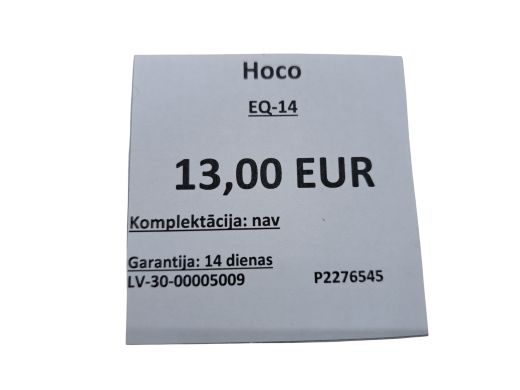 Hoco
EQ-14
13,00 EUR
Komplektācija: nav
Garantija: 14 dienas
LV-30-00005009 P2276545